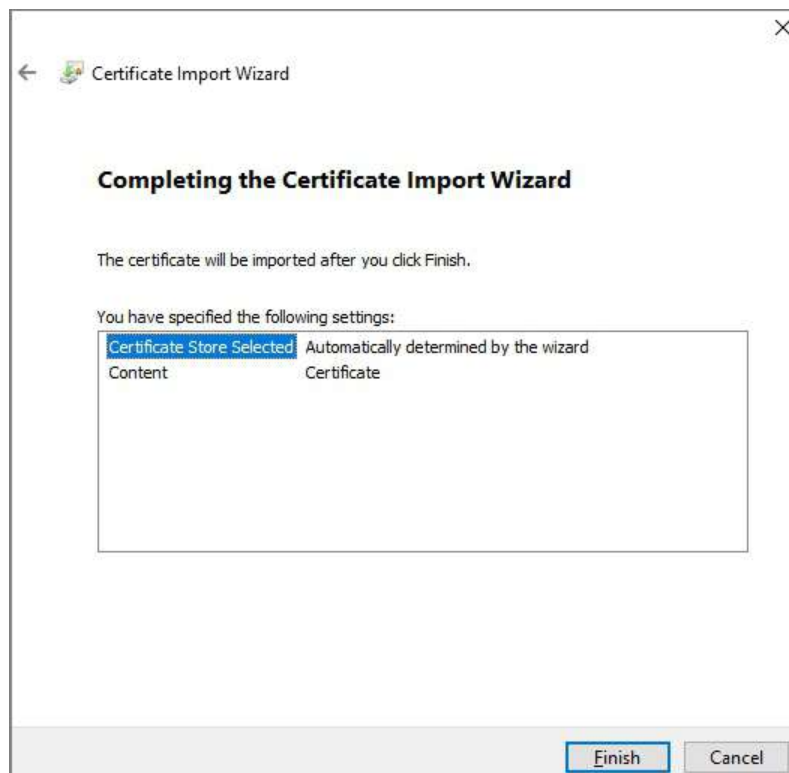 Certificate Import Wizard
Completing the Certificate Import Wizard
The certificate will be imported after you click Finish.
You have specified the following settings:
Certificate Store Selected Automatically determined by the wizard
Content Certificate
Finish Cancel